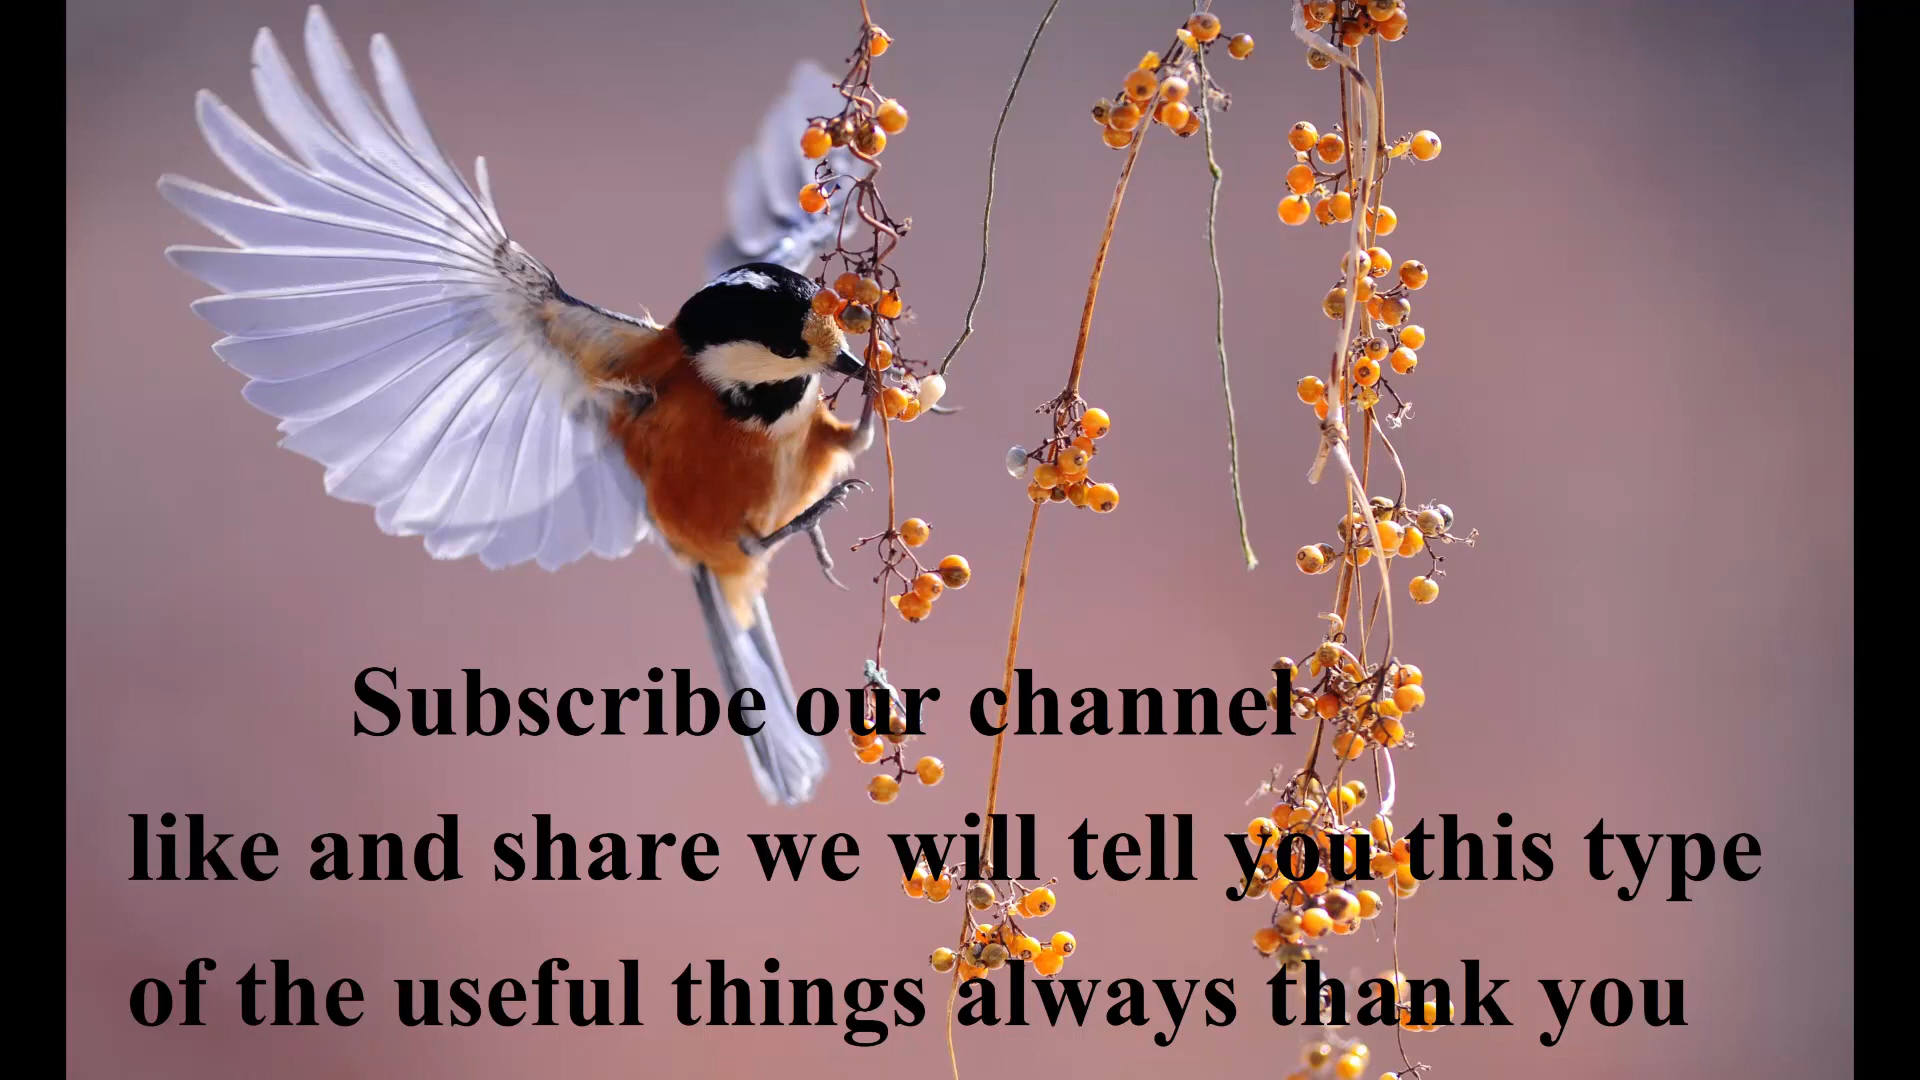 Subscribe our channel
like and share we will tell you this type
of the useful things always thank you